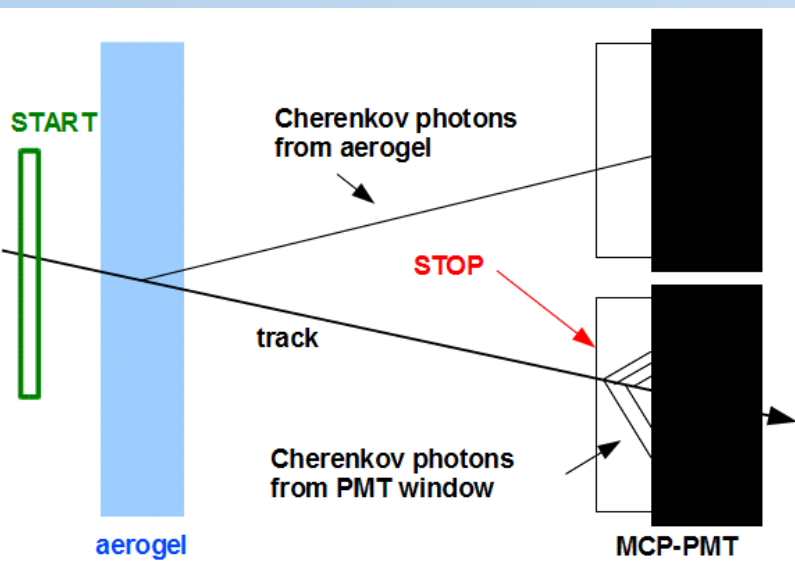 START
Cherenkov photons
from aerogel
STOP
track
Cherenkov photons
from PMT window
aerogel
MCP-PMT